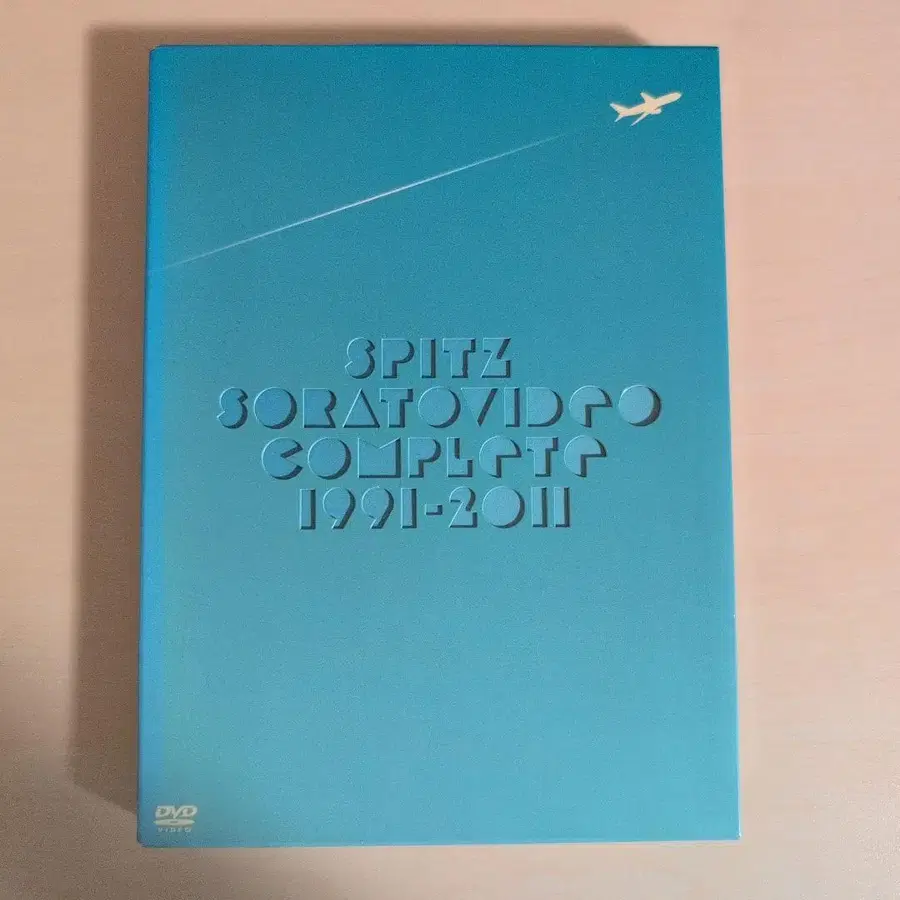 SPITZ
SORATOVIDEO
COMPLETE
1991-2011
DVD
VIDEO